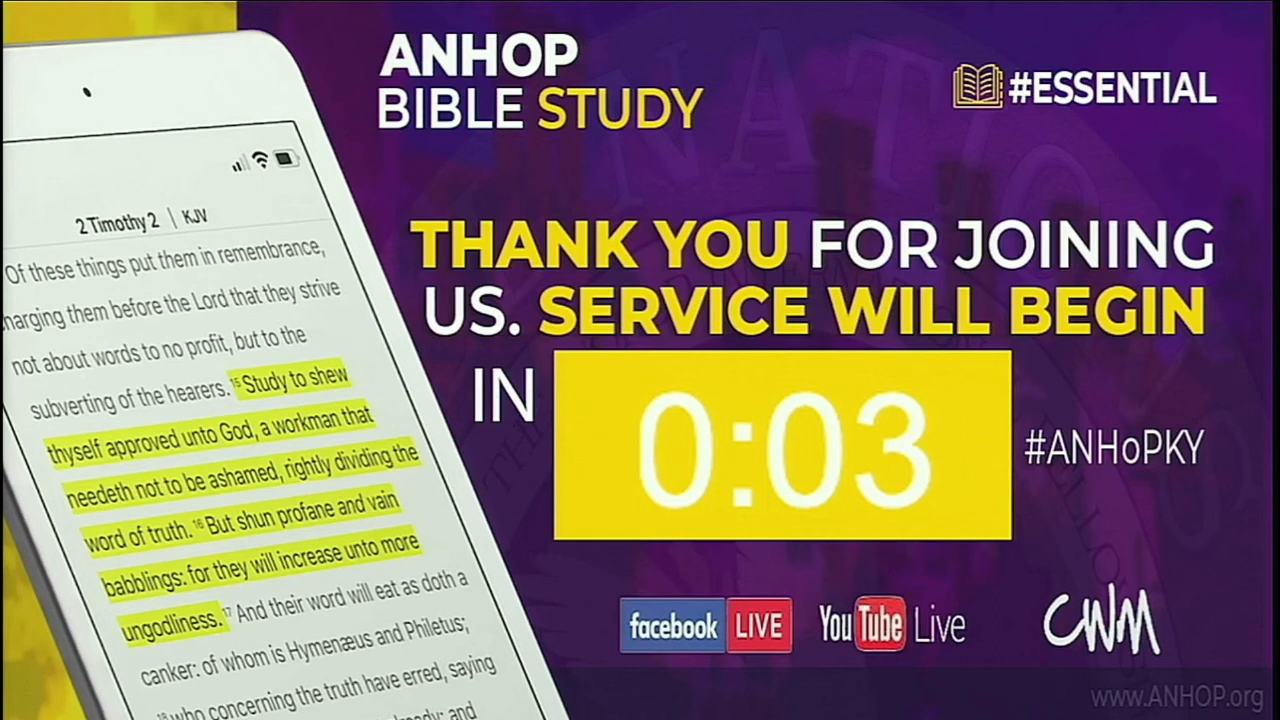 ANHOP
BIBLE STUDY
#ESSENTIAL
THANK YOU FOR JOINING
US. SERVICE WILL BEGIN
IN 0:03
#ANHoPKY
facebook LIVE
YouTube Live
CWM
www.ANHOP.org
2 Timothy 2 | KJV
Of these things put them in remembrance,
charging them before the Lord that they strive
not about words to no profit, but to the
subverting of the hearers. 15 Study to shew
thyself approved unto God, a workman that
needeth not to be ashamed, rightly dividing the
word of truth. 16 But shun profane and vain
babblings: for they will increase unto more
ungodliness. 17 And their word will eat as doth a
canker: of whom is Hymenæus and Philetus;
18 who concerning the truth have erred, saying
already; and